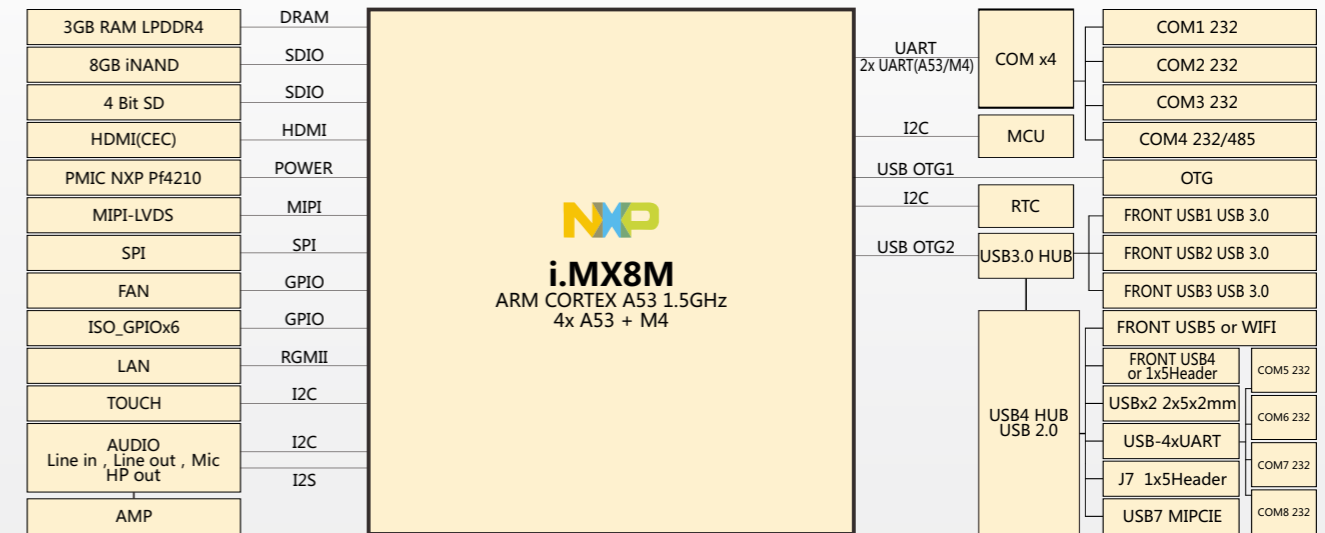 3GB RAM LPDDR4
DRAM
8GB iNAND
SDIO
4 Bit SD
SDIO
HDMI(CEC)
HDMI
PMIC NXP Pf4210
POWER
MIPI-LVDS
MIPI
SPI
SPI
FAN
GPIO
ISO_GPIOx6
GPIO
LAN
RGMII
TOUCH
I2C
AUDIO
Line in , Line out , Mic
HP out
I2C
I2S
AMP
NXP
i.MX8M
ARM CORTEX A53 1.5GHz
4x A53 + M4
UART
2x UART(A53/M4)
COM x4
COM1 232
COM2 232
COM3 232
COM4 232/485
I2C
MCU
USB OTG1
OTG
I2C
RTC
USB OTG2
USB3.0 HUB
FRONT USB1 USB 3.0
FRONT USB2 USB 3.0
FRONT USB3 USB 3.0
USB4 HUB
USB 2.0
FRONT USB5 or WIFI
FRONT USB4
or 1x5Header
USBx2 2x5x2mm
USB-4xUART
J7 1x5Header
USB7 MIPCIE
COM5 232
COM6 232
COM7 232
COM8 232